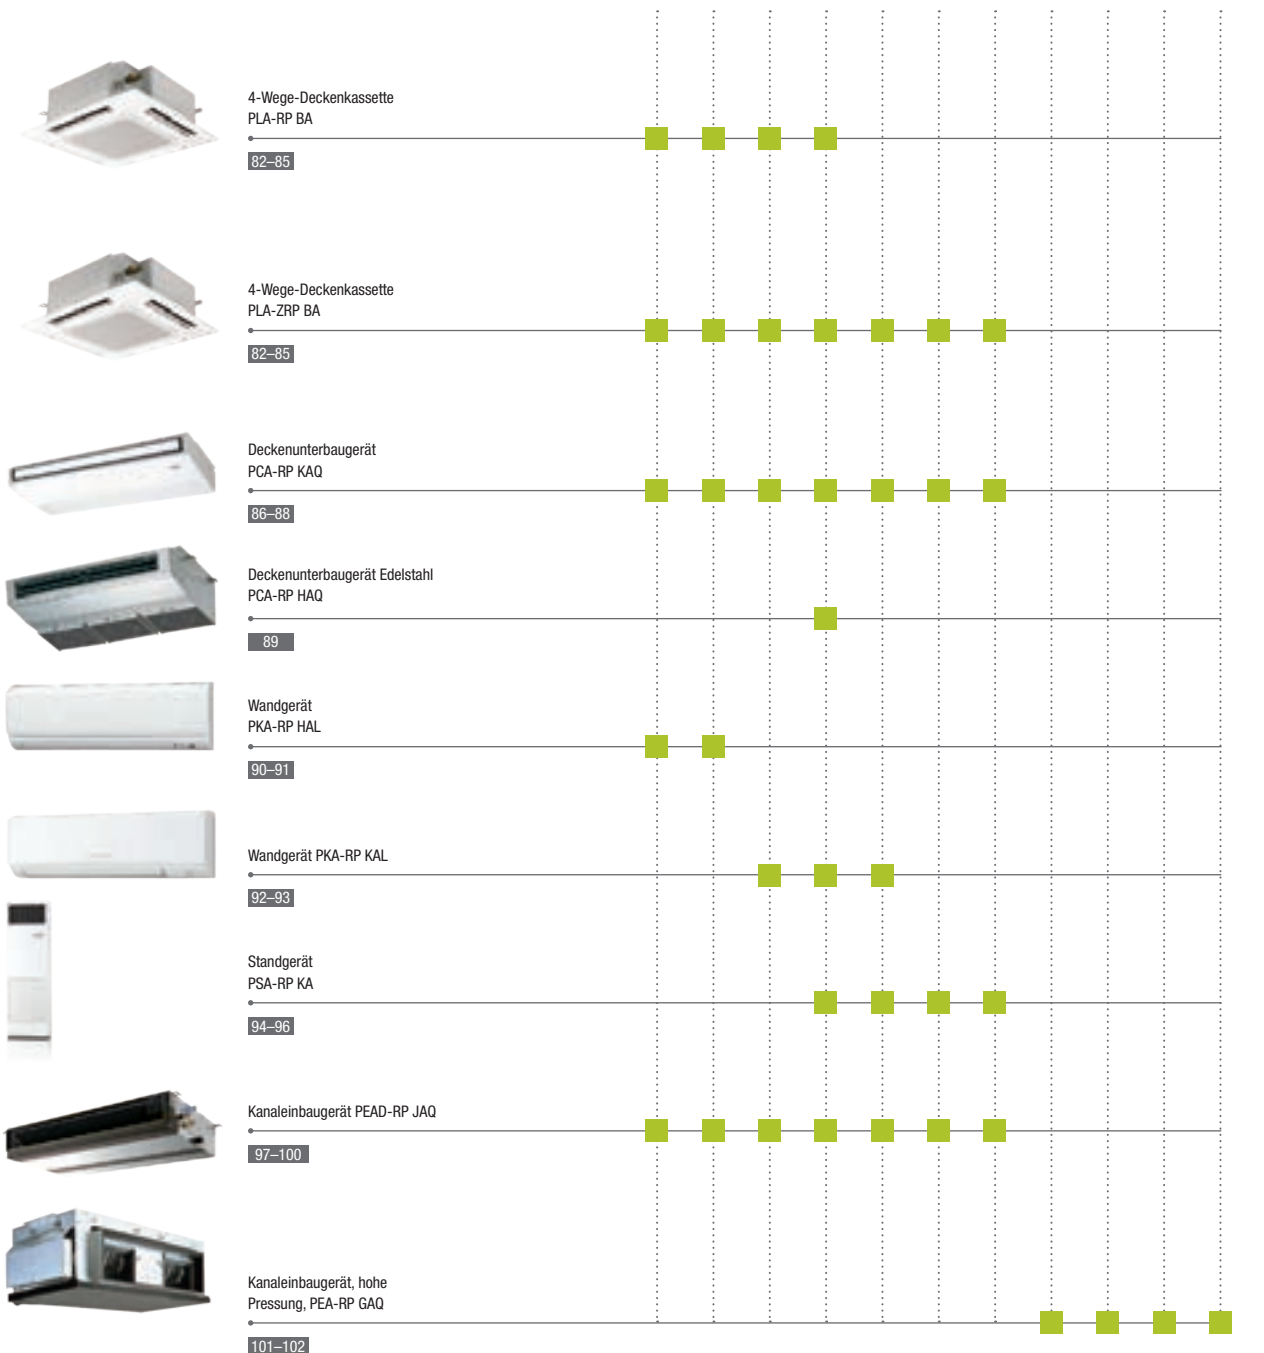 4-Wege-Deckenkassette
PLA-RP BA
82–85
4-Wege-Deckenkassette
PLA-ZRP BA
82–85
Deckenunterbaugerät
PCA-RP KAQ
86–88
Deckenunterbaugerät Edelstahl
PCA-RP HAQ
89
Wandgerät
PKA-RP HAL
90–91
Wandgerät PKA-RP KAL
92–93
Standgerät
PSA-RP KA
94–96
Kanaleinbaugerät PEAD-RP JAQ
97–100
Kanaleinbaugerät, hohe
Pressung, PEA-RP GAQ
101–102